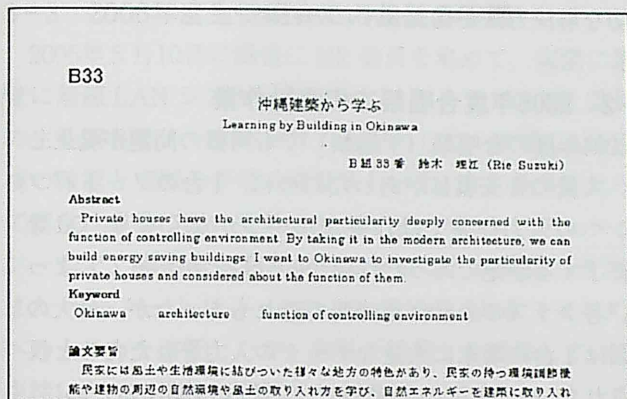 B33
沖縄建築から学ぶ
Learning by Building in Okinawa
B組33番 鈴木 理江 (Rie Suzuki)
Abstract
Private houses have the architectural particularity deeply concerned with the
function of controlling environment. By taking it in the modern architecture, we can
build energy saving buildings. I went to Okinawa to investigate the particularity of
private houses and considered about the function of them.
Keyword
Okinawa architecture function of controlling environment
論文要旨
民家には風土や生活環境に結びついた様々な地方の特色があり、民家の持つ環境調節機
能や建物の周辺の自然環境や風土の取り入れ方を学び、自然エネルギーを建築に取り入れ